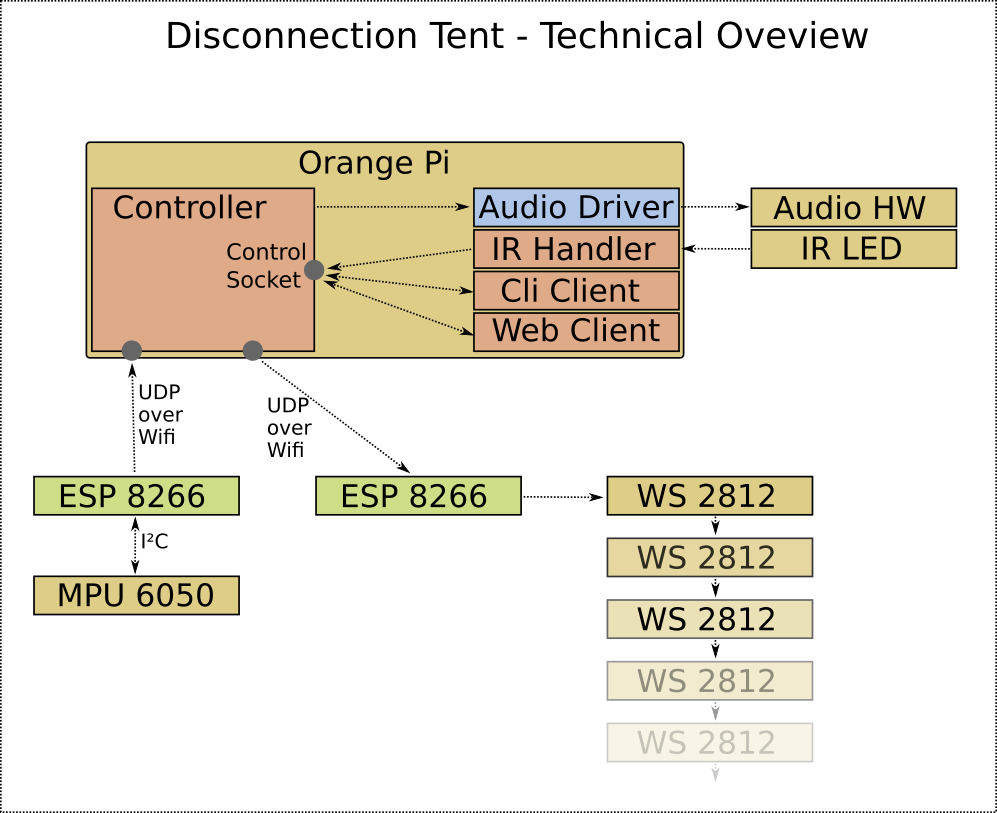 Disconnection Tent - Technical Oveview
Orange Pi
Controller
Control
Socket
Audio Driver
IR Handler
Cli Client
Web Client
Audio HW
IR LED
UDP
over
Wifi
UDP
over
Wifi
ESP 8266
I²C
MPU 6050
ESP 8266
WS 2812
WS 2812
WS 2812
WS 2812
WS 2812